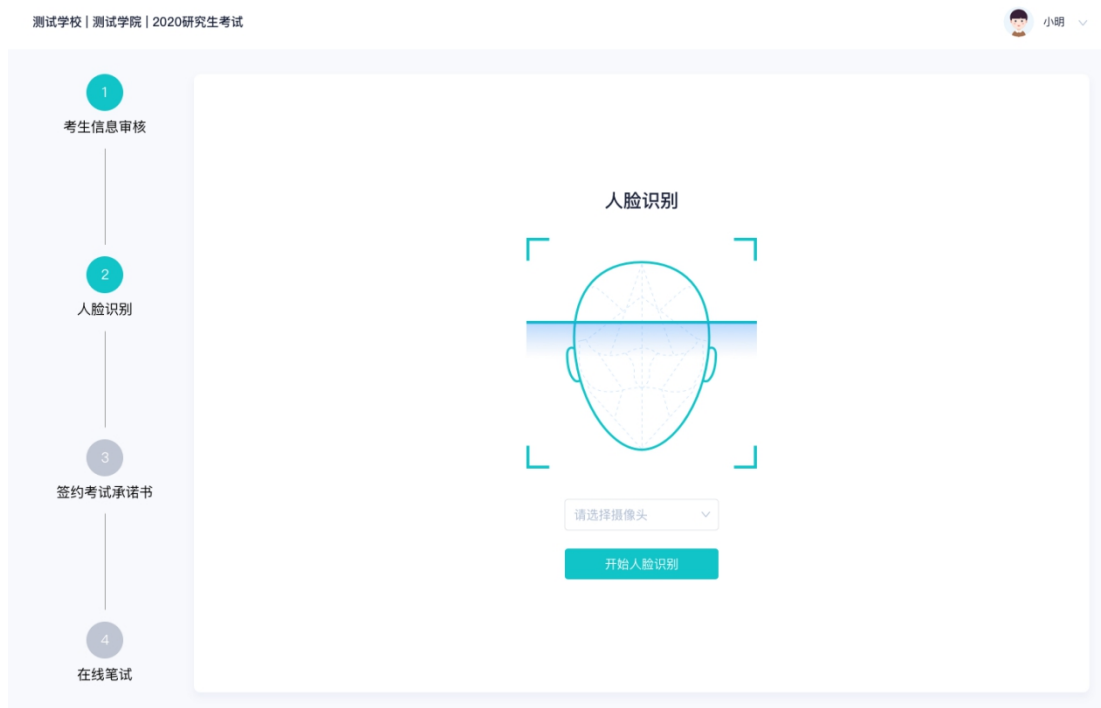 测试学校 | 测试学院 | 2020研究生考试
小明
1
考生信息审核
2
人脸识别
3
签约考试承诺书
4
在线笔试
人脸识别
请选择摄像头
开始人脸识别